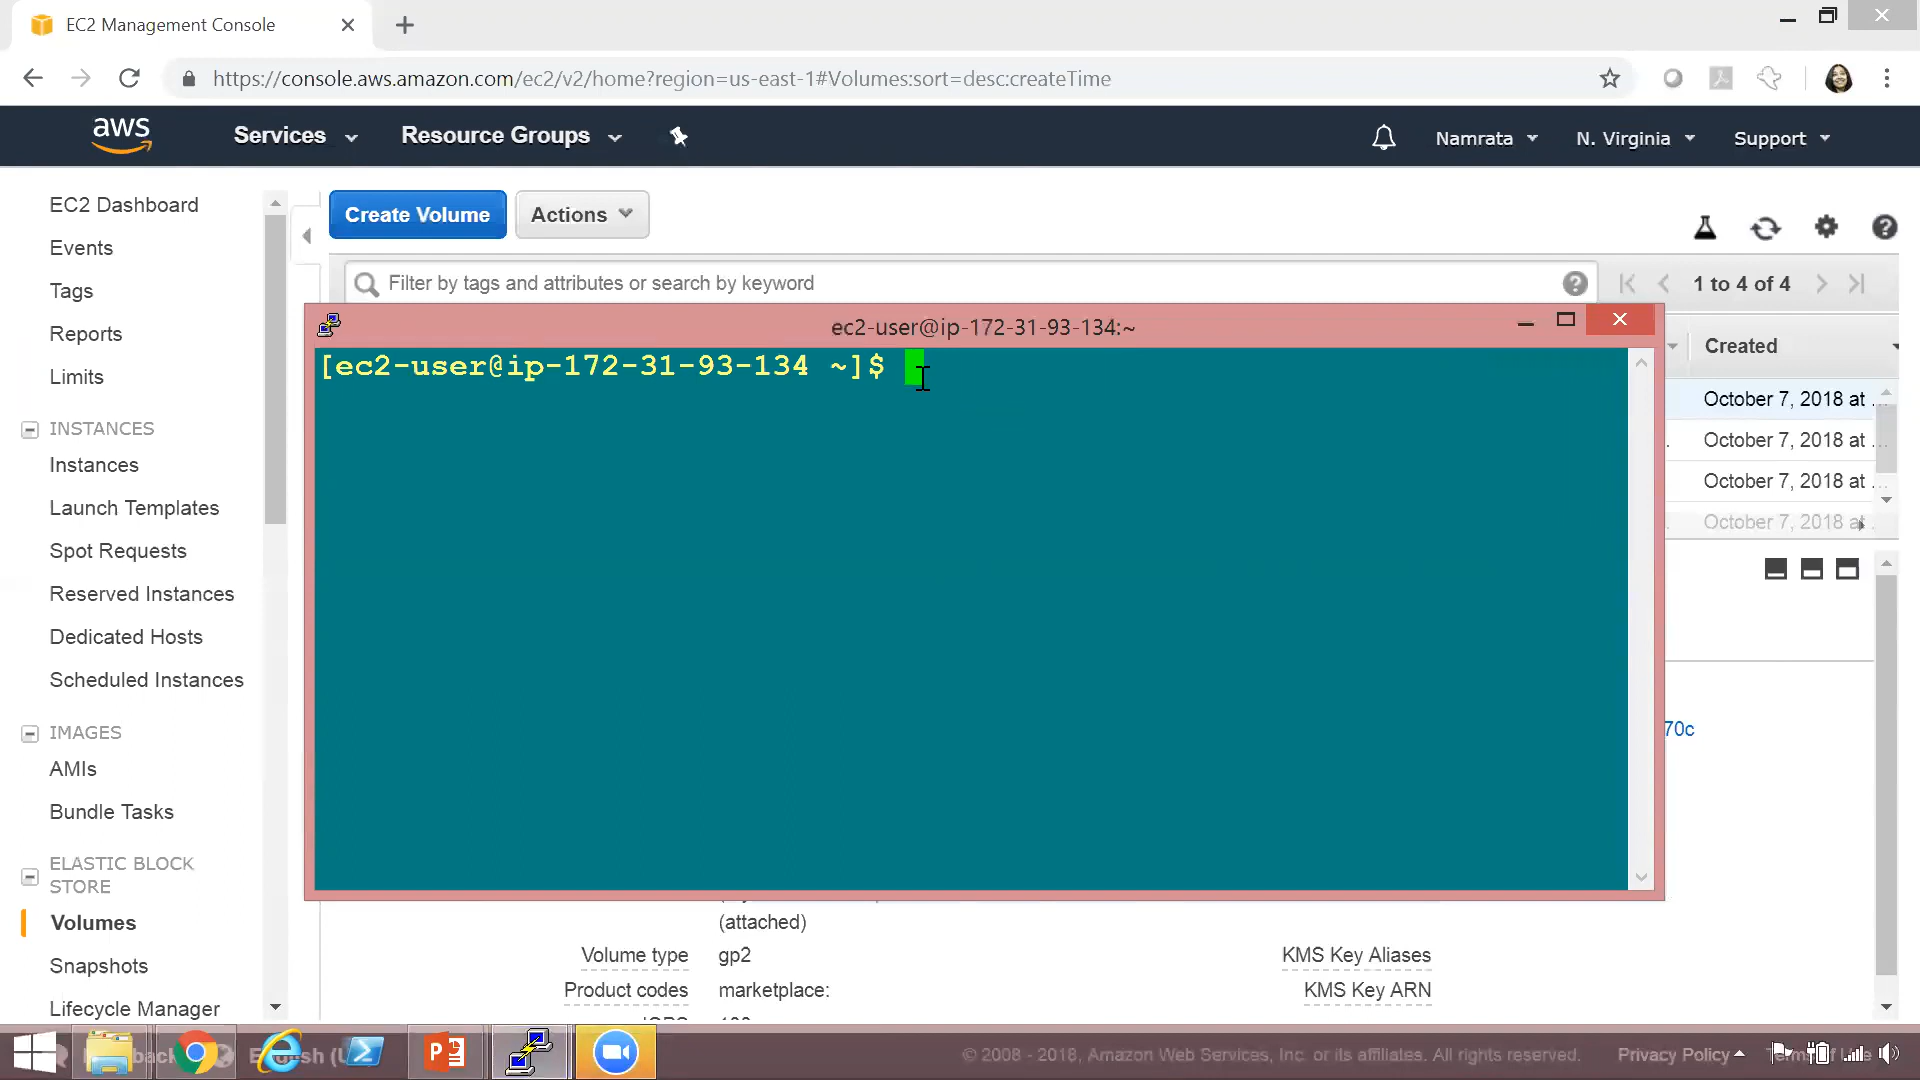 EC2 Management Console
https://console.aws.amazon.com/ec2/v2/home?region=us-east-1#Volumes:sort=desc:createTime
aws Services Resource Groups Namrata N. Virginia Support
EC2 Dashboard
Events
Tags
Reports
Limits
INSTANCES
Instances
Launch Templates
Spot Requests
Reserved Instances
Dedicated Hosts
Scheduled Instances
IMAGES
AMIs
Bundle Tasks
ELASTIC BLOCK
STORE
Volumes
Snapshots
Lifecycle Manager
Create Volume Actions
Filter by tags and attributes or search by keyword 1 to 4 of 4
ec2-user@ip-172-31-93-134:~
[ec2-user@ip-172-31-93-134 ~]$
Created
October 7, 2018 at ...
October 7, 2018 at ...
October 7, 2018 at ...
October 7, 2018 at ...
70c
(attached)
Volume type gp2 KMS Key Aliases
Product codes marketplace: KMS Key ARN
© 2008 - 2018, Amazon Web Services, Inc. or its affiliates. All rights reserved. Privacy Policy